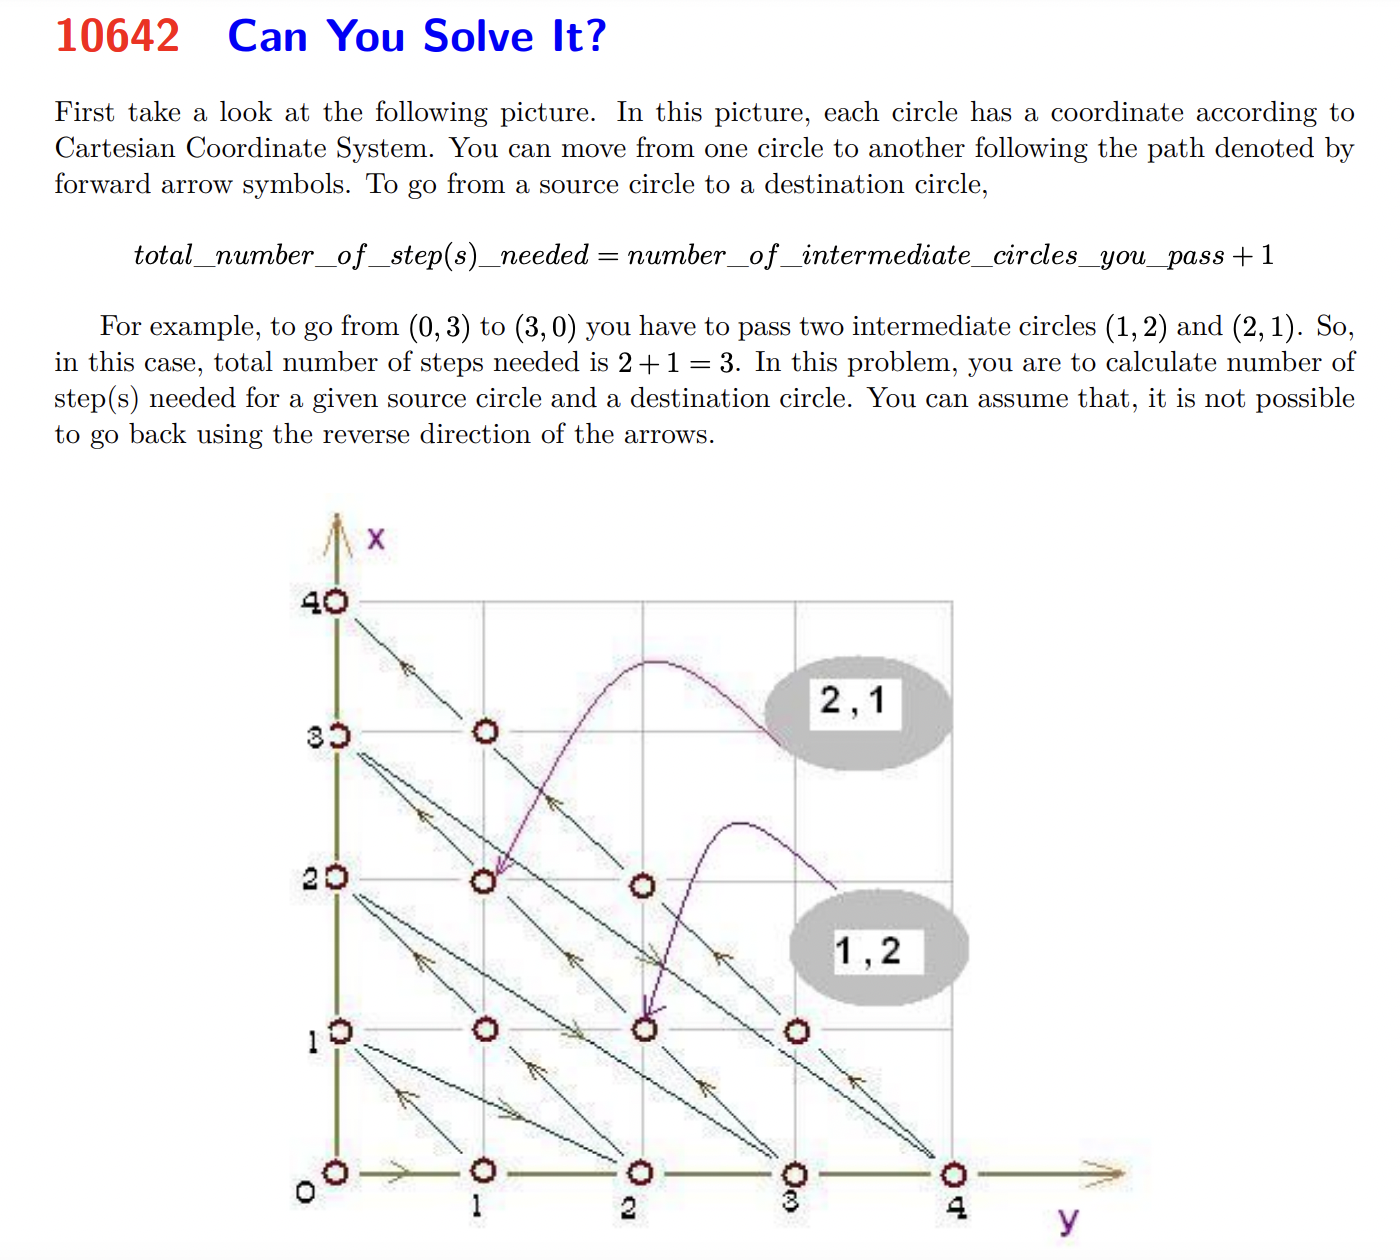 10642 Can You Solve It?
First take a look at the following picture. In this picture, each circle has a coordinate according to
Cartesian Coordinate System. You can move from one circle to another following the path denoted by
forward arrow symbols. To go from a source circle to a destination circle,
total_number_of_step(s)_needed = number_of_intermediate_circles_you_pass + 1
For example, to go from (0, 3) to (3, 0) you have to pass two intermediate circles (1, 2) and (2, 1). So,
in this case, total number of steps needed is 2 + 1 = 3. In this problem, you are to calculate number of
step(s) needed for a given source circle and a destination circle. You can assume that, it is not possible
to go back using the reverse direction of the arrows.
x
4
2 , 1
3
2
1 , 2
1
0
1 2 3 4
y